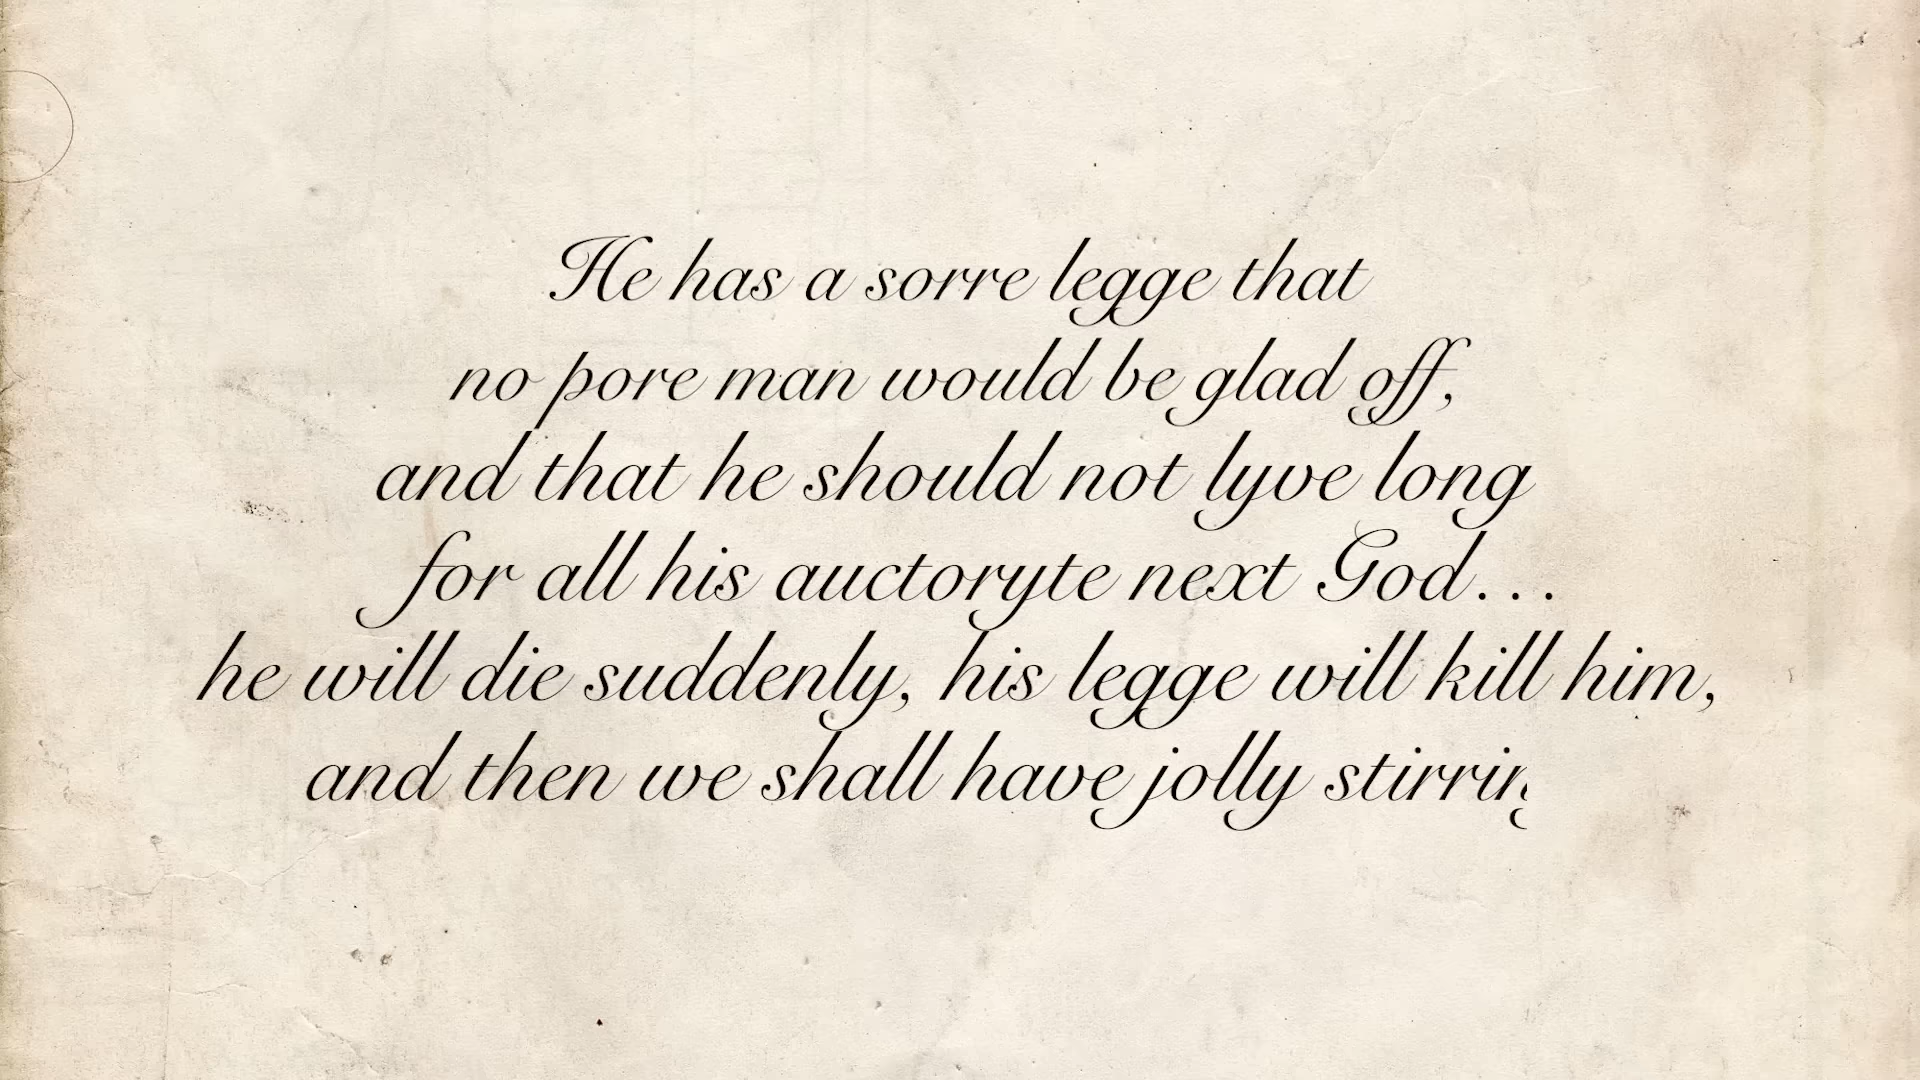 He has a sorre legge that
no pore man would be glad off,
and that he should not lyve long
for all his auctoryte next God...
he will die suddenly, his legge will kill him,
and then we shall have jolly